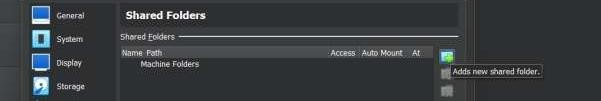 General
Shared Folders
System
Shared Folders
Name Path Access Auto Mount At
Display
Machine Folders
Adds new shared folder.
Storage